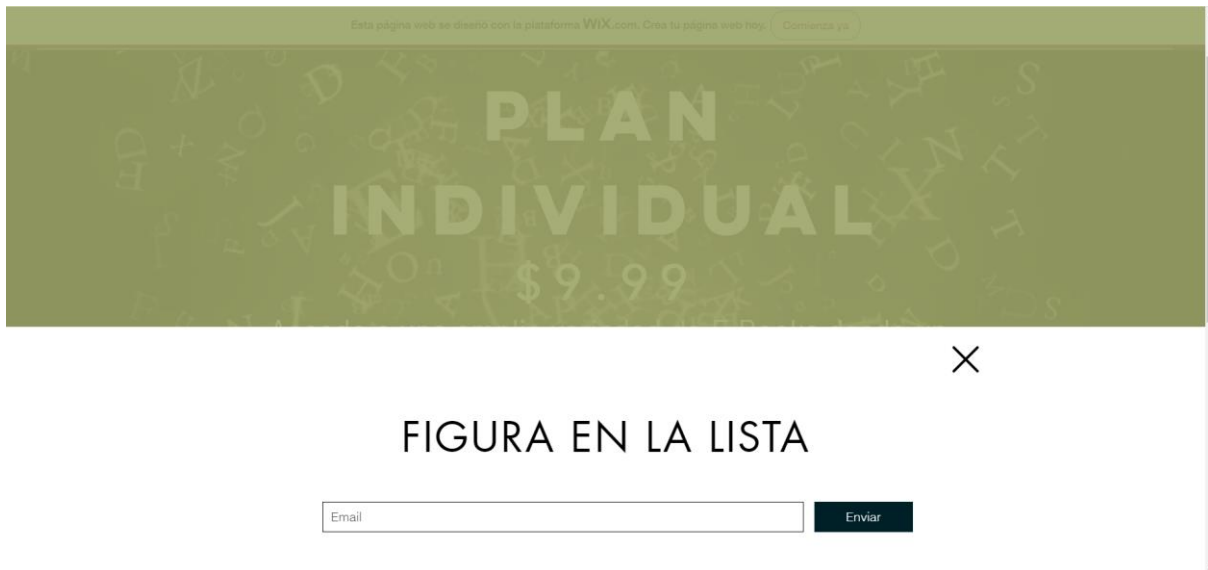 Esta página web se diseñó con la plataforma WIX.com. Crea tu página web hoy. Comienza ya
PLAN
INDIVIDUAL
$9.99
FIGURA EN LA LISTA
Email Enviar